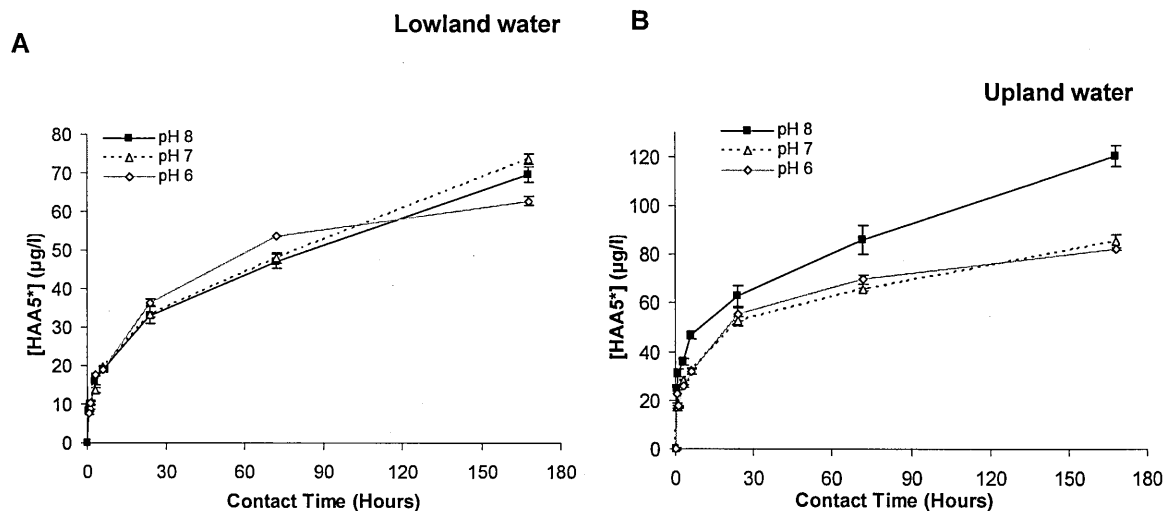 A
Lowland water
pH 8
pH 7
pH 6
80
70
60
50
40
30
20
10
0
[HAA5*] (µg/l)
0 30 60 90 120 150 180
Contact Time (Hours)
B
Upland water
pH 8
pH 7
pH 6
120
100
80
60
40
20
0
[HAA5*] (µg/l)
0 30 60 90 120 150 180
Contact Time (Hours)